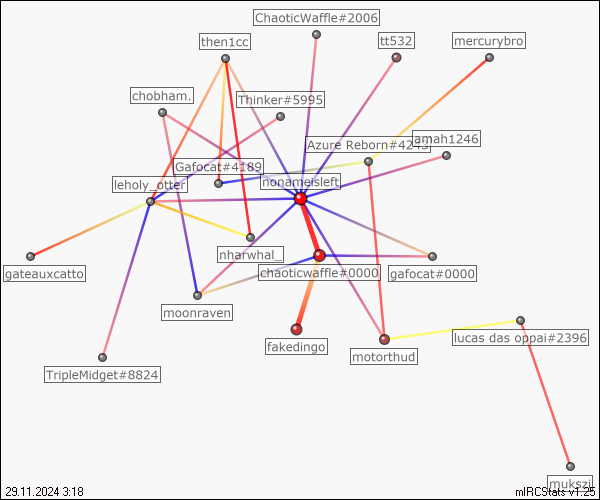 ChaoticWaffle#2006
then1cc
tt532
mercurybro
chobham.
Thinker#5995
Azure Reborn#4245
amah1246
Gafocat#4189
leholy_otter
nonameisleft
nharwhal_
gateauxcatto
chaoticwaffle#0000
gafocat#0000
moonraven
fakedingo
motorthud
lucas das oppai#2396
TripleMidget#8824
mukszi
29.11.2024 3:18
mIRCStats v1.25